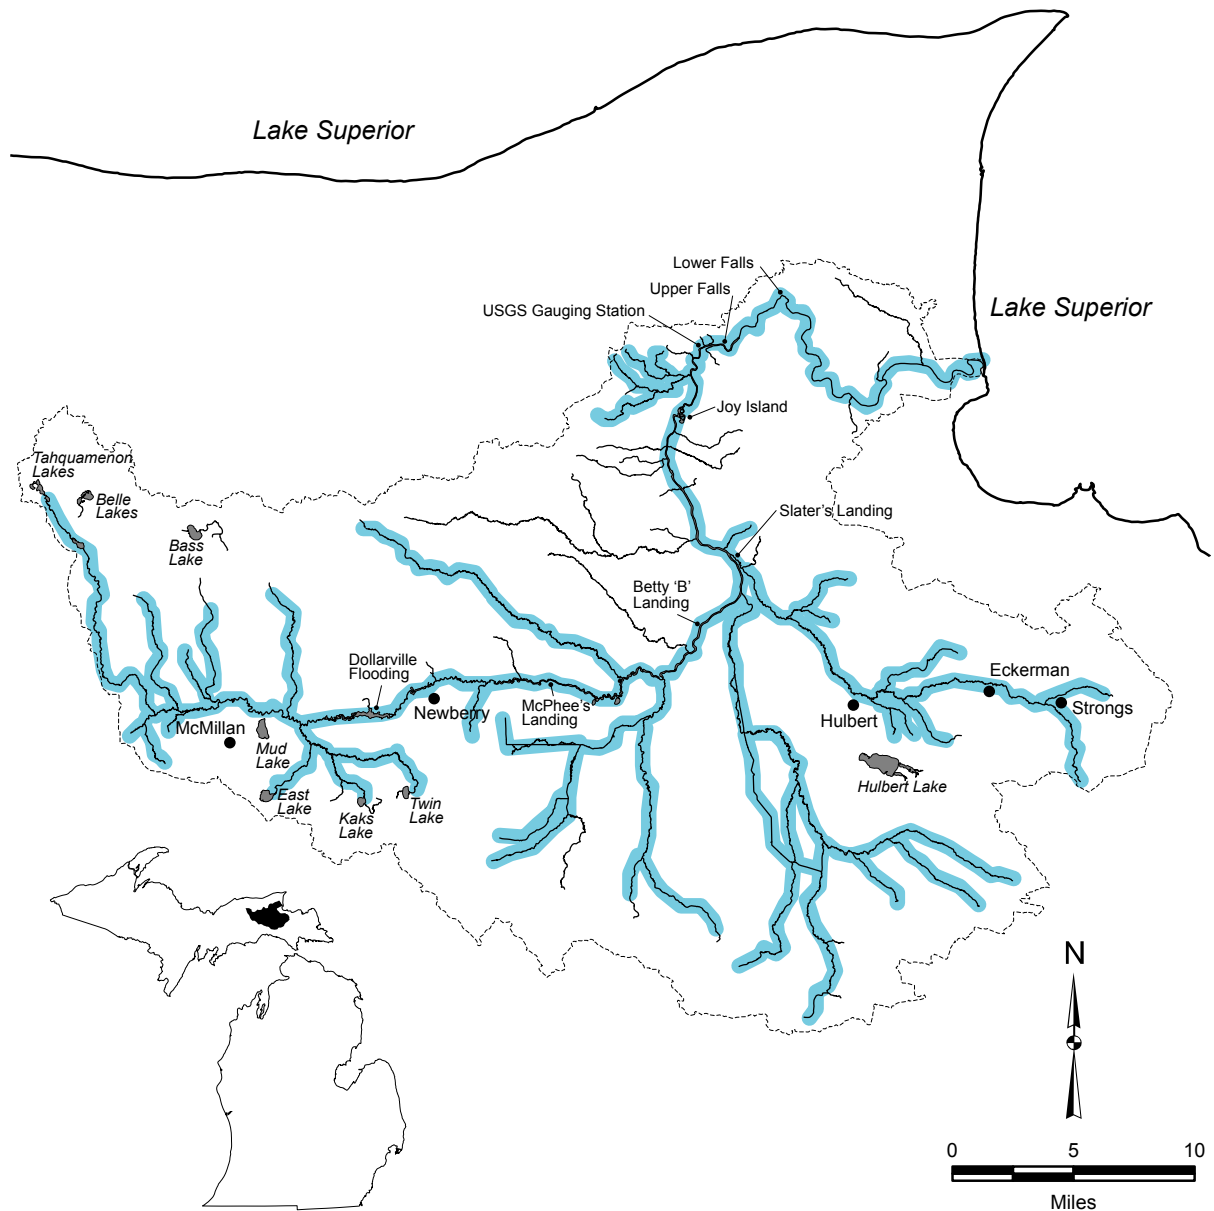 Lake Superior
Lower Falls
Upper Falls
USGS Gauging Station
Lake Superior
Joy Island
Tahquamenon
Lakes
Belle
Lakes
Bass
Lake
Slater's Landing
Betty 'B'
Landing
Dollarville
Flooding
Newberry
McPhee's
Landing
Eckerman
Strongs
Hulbert
Hulbert Lake
McMillan
Mud
Lake
East
Lake
Kaks
Lake
Twin
Lake
N
0 5 10
Miles